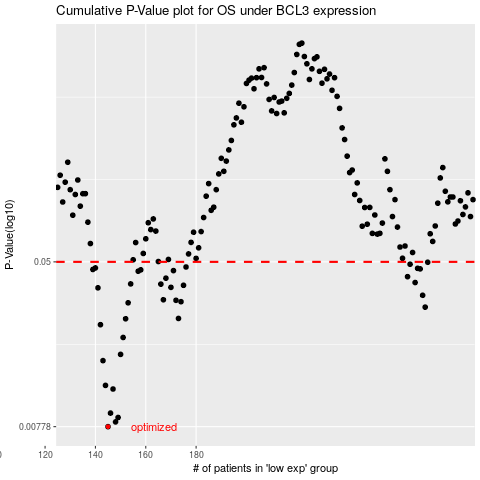 Cumulative P-Value plot for OS under BCL3 expression
P-Value(log10)
0.05
0.00778
optimized
0
120
140
160
180
# of patients in 'low exp' group